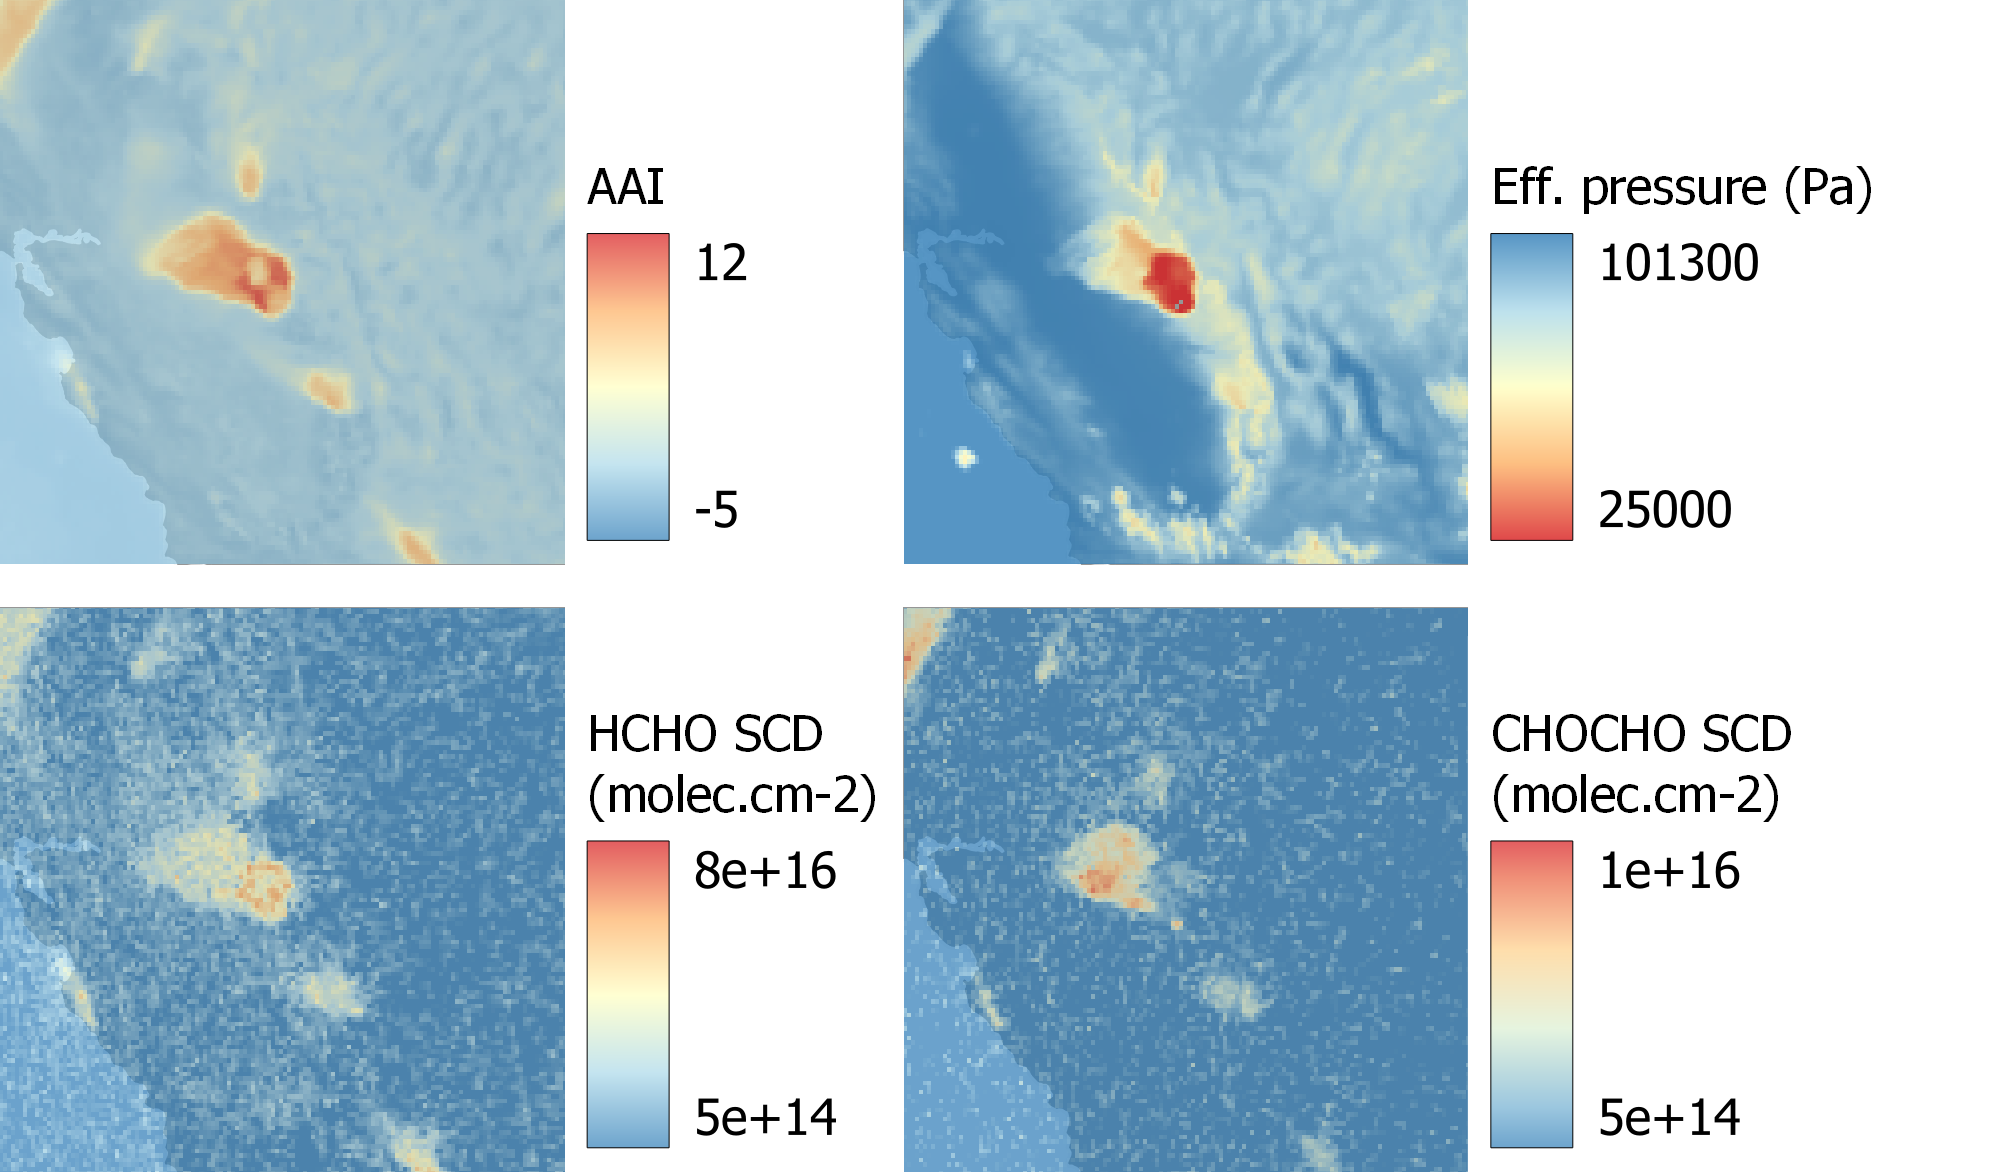 AAI
12
-5
Eff. pressure (Pa)
101300
25000
HCHO SCD
(molec.cm-2)
8e+16
5e+14
CHOCHO SCD
(molec.cm-2)
1e+16
5e+14